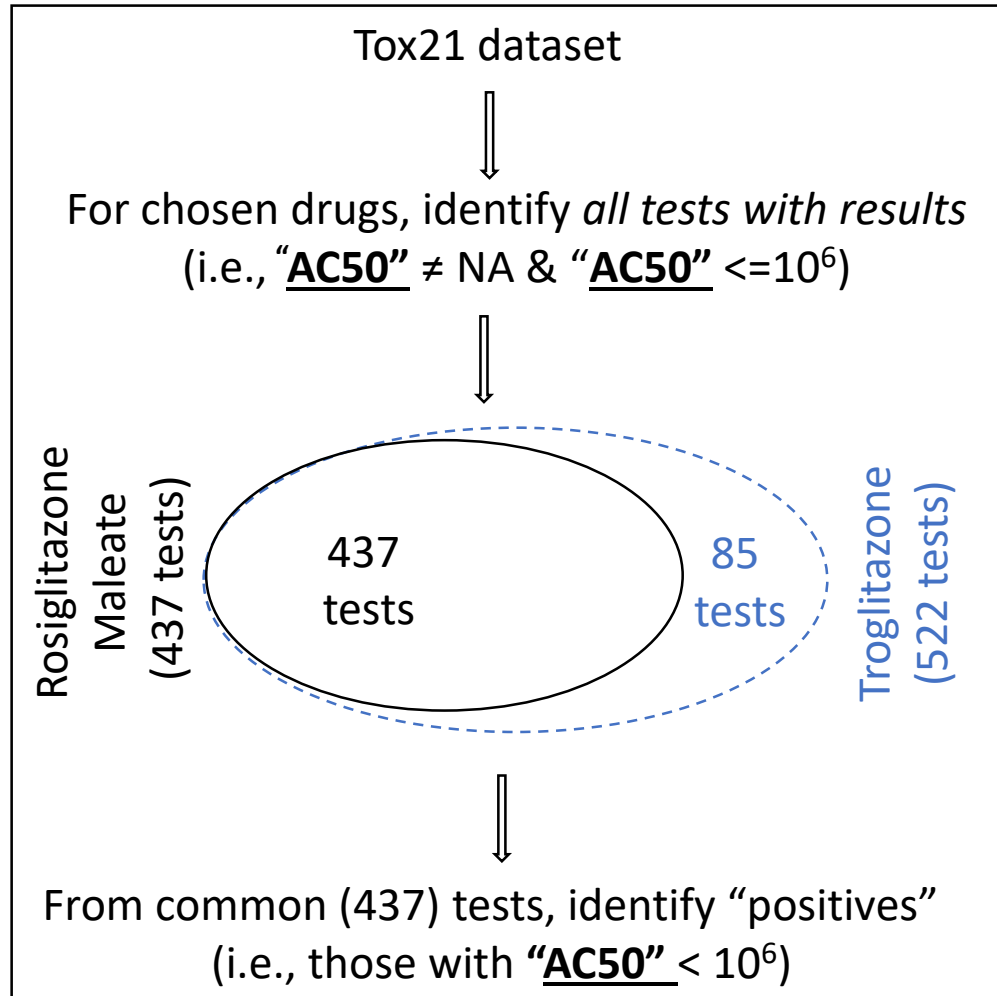 Tox21 dataset
For chosen drugs, identify all tests with results
(i.e., “AC50” ≠ NA & “AC50” <=10⁶)
Rosiglitazone
Maleate
(437 tests)
437
tests
85
tests
Troglitazone
(522 tests)
From common (437) tests, identify “positives”
(i.e., those with “AC50” < 10⁶)